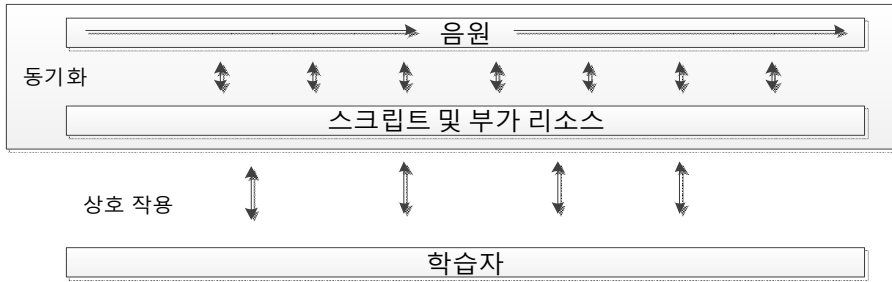 음원
동기화
스크립트 및 부가 리소스
상호 작용
학습자